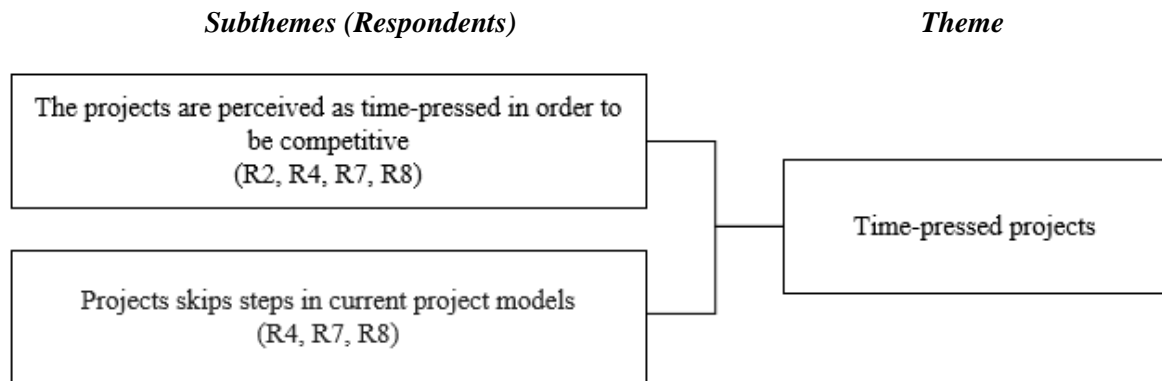 Subthemes (Respondents)
Theme
The projects are perceived as time-pressed in order to
be competitive
(R2, R4, R7, R8)
Time-pressed projects
Projects skips steps in current project models
(R4, R7, R8)